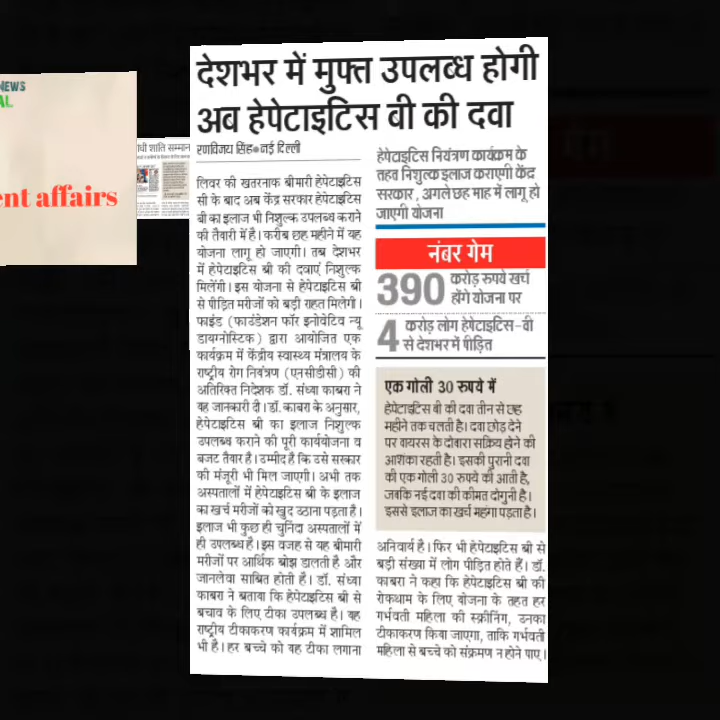 NEWS
AL
ent affairs
देशभर में मुफ्त उपलब्ध होगी
अब हेपेटाइटिस बी की दवा
रणविजय सिंह●नई दिल्ली
लिवर की खतरनाक बीमारी हेपेटाइटिस
सी के बाद अब केंद्र सरकार हेपेटाइटिस
बी का इलाज भी निशुल्क उपलब्ध कराने
की तैयारी में है। करीब छह महीने में यह
योजना लागू हो जाएगी। तब देशभर
में हेपेटाइटिस बी की दवाएं निशुल्क
मिलेंगी। इस योजना से हेपेटाइटिस बी
से पीड़ित मरीजों को बड़ी राहत मिलेगी।
फाइंड (फाउंडेशन फॉर इनोवेटिव न्यू
डायग्नोस्टिक) द्वारा आयोजित एक
कार्यक्रम में केंद्रीय स्वास्थ्य मंत्रालय के
राष्ट्रीय रोग नियंत्रण (एनसीडीसी) की
अतिरिक्त निदेशक डॉ. संध्या काबरा ने
यह जानकारी दी। डॉ. काबरा के अनुसार,
हेपेटाइटिस बी का इलाज निशुल्क
उपलब्ध कराने की पूरी कार्ययोजना व
बजट तैयार है। उम्मीद है कि उसे सरकार
की मंजूरी भी मिल जाएगी। अभी तक
अस्पतालों में हेपेटाइटिस बी के इलाज
का खर्च मरीजों को खुद उठाना पड़ता है।
इलाज भी कुछ ही चुनिंदा अस्पतालों में
ही उपलब्ध है। इस वजह से यह बीमारी
मरीजों पर आर्थिक बोझ डालती है और
जानलेवा साबित होती है। डॉ. संध्या
काबरा ने बताया कि हेपेटाइटिस बी से
बचाव के लिए टीका उपलब्ध है। यह
राष्ट्रीय टीकाकरण कार्यक्रम में शामिल
भी है। हर बच्चे को यह टीका लगाना
हेपेटाइटिस नियंत्रण कार्यक्रम के
तहत निशुल्क इलाज कराएगी केंद्र
सरकार, अगले छह माह में लागू हो
जाएगी योजना
नंबर गेम
390 करोड़ रुपये खर्च
होंगे योजना पर
4 करोड़ लोग हेपेटाइटिस-बी
से देशभर में पीड़ित
एक गोली 30 रुपये में
हेपेटाइटिस बी की दवा तीन से छह
महीने तक चलती है। दवा छोड़ देने
पर वायरस के दोबारा सक्रिय होने की
आशंका रहती है। इसकी पुरानी दवा
की एक गोली 30 रुपये की आती है,
जबकि नई दवा की कीमत दोगुनी है।
इससे इलाज का खर्च महंगा पड़ता है।
अनिवार्य है। फिर भी हेपेटाइटिस बी से
बड़ी संख्या में लोग पीड़ित होते हैं। डॉ.
काबरा ने कहा कि हेपेटाइटिस बी की
रोकथाम के लिए योजना के तहत हर
गर्भवती महिला की स्क्रीनिंग, उनका
टीकाकरण किया जाएगा, ताकि गर्भवती
महिला से बच्चे को संक्रमण न होने पाए।